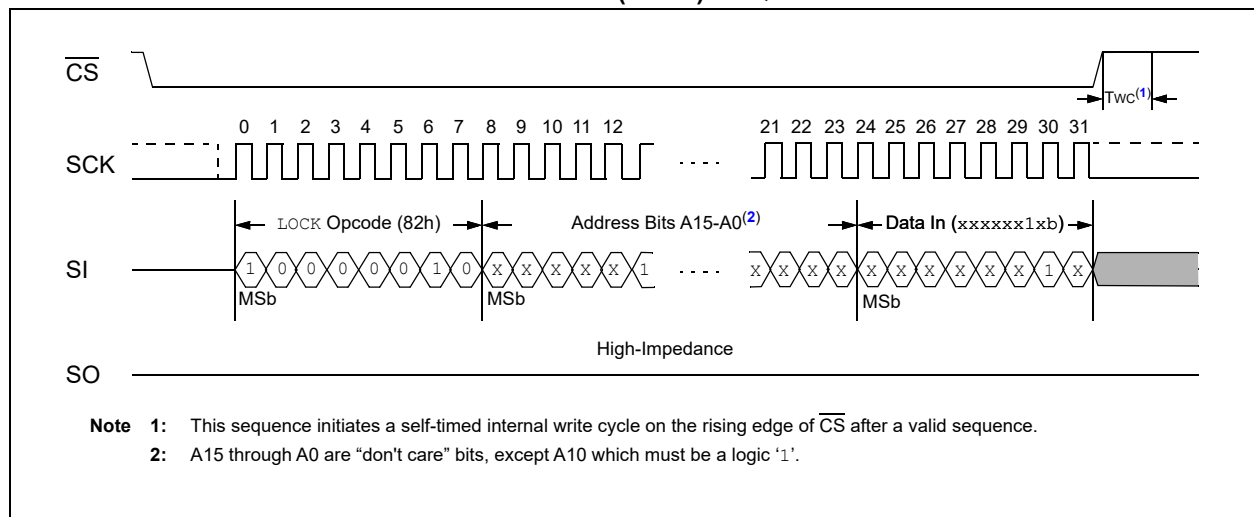 CS
Twc(1)
0 1 2 3 4 5 6 7 8 9 10 11 12 21 22 23 24 25 26 27 28 29 30 31
SCK
LOCK Opcode (82h) Address Bits A15-A0(2) Data In (xxxxxx1xb)
SI 1 0 0 0 0 0 1 0 X X X X X 1 X X X X X X X X X X 1 X
MSb MSb MSb
High-Impedance
SO
Note 1: This sequence initiates a self-timed internal write cycle on the rising edge of CS after a valid sequence.
2: A15 through A0 are “don't care” bits, except A10 which must be a logic ‘1’.